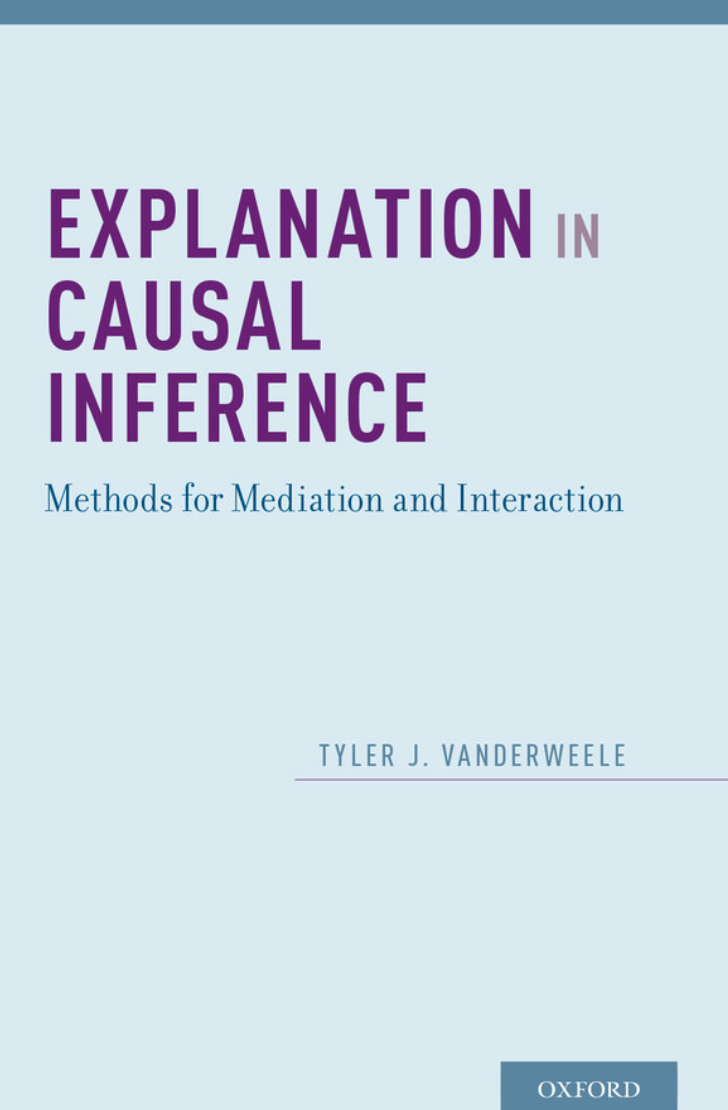 EXPLANATION IN
CAUSAL
INFERENCE
Methods for Mediation and Interaction
TYLER J. VANDERWEELE
OXFORD